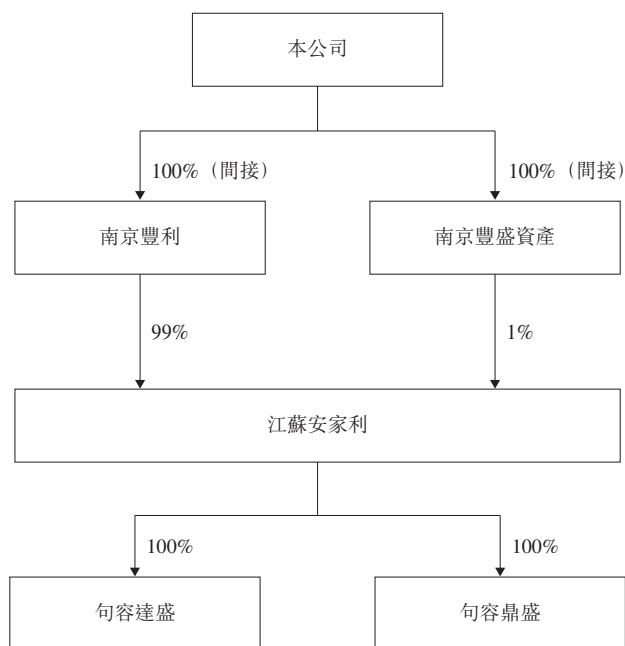 本公司
100%（間接）
100%（間接）
南京豐利
南京豐盛資產
99%
1%
江蘇安家利
100%
100%
句容達盛
句容鼎盛